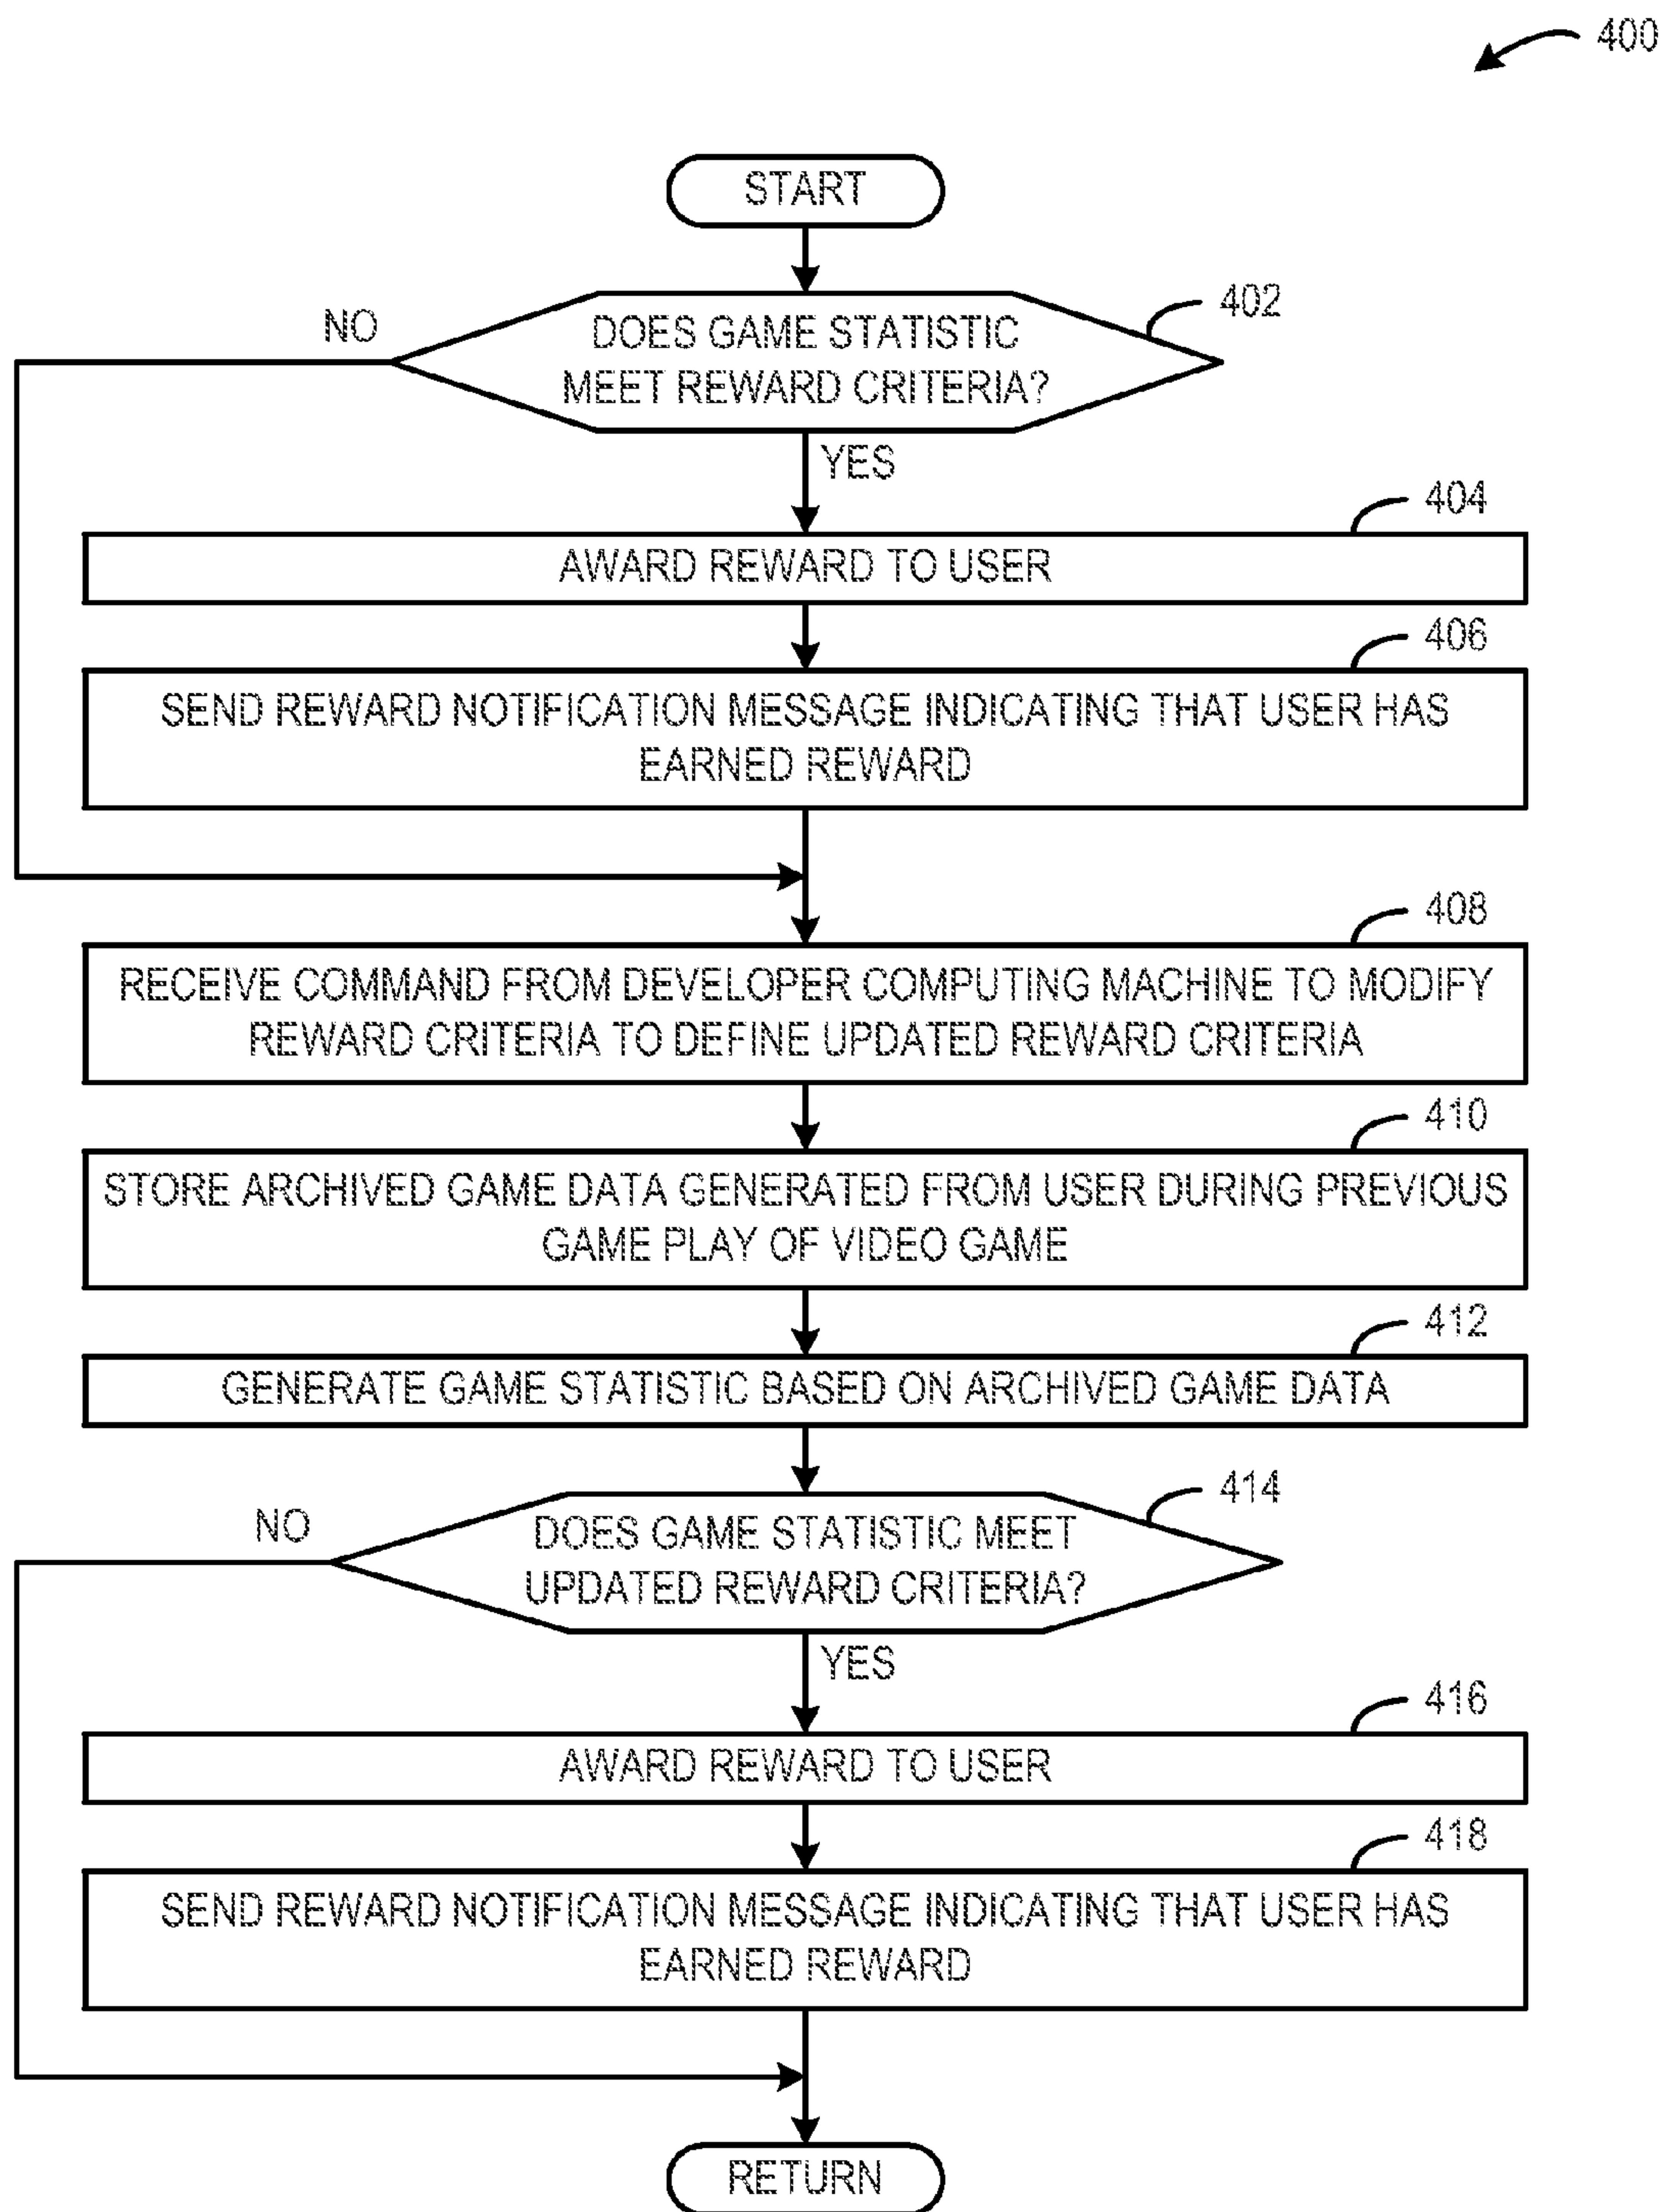 400
START
NO
DOES GAME STATISTIC
MEET REWARD CRITERIA?
402
YES
404
AWARD REWARD TO USER
406
SEND REWARD NOTIFICATION MESSAGE INDICATING THAT USER HAS
EARNED REWARD
408
RECEIVE COMMAND FROM DEVELOPER COMPUTING MACHINE TO MODIFY
REWARD CRITERIA TO DEFINE UPDATED REWARD CRITERIA
410
STORE ARCHIVED GAME DATA GENERATED FROM USER DURING PREVIOUS
GAME PLAY OF VIDEO GAME
412
GENERATE GAME STATISTIC BASED ON ARCHIVED GAME DATA
414
NO
DOES GAME STATISTIC MEET
UPDATED REWARD CRITERIA?
YES
416
AWARD REWARD TO USER
418
SEND REWARD NOTIFICATION MESSAGE INDICATING THAT USER HAS
EARNED REWARD
RETURN